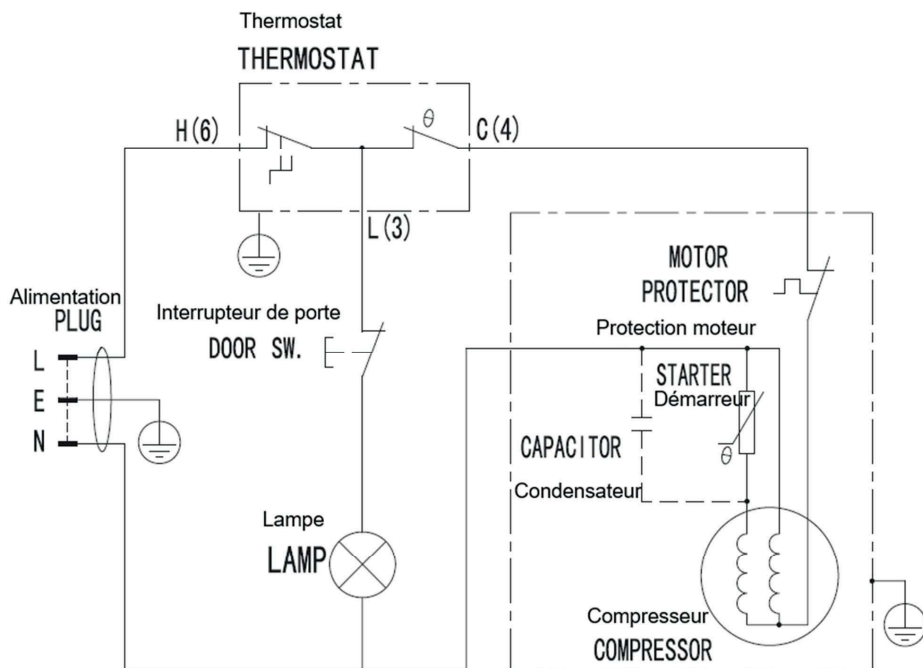 Thermostat
THERMOSTAT
H(6)
θ
C(4)
L(3)
Alimentation
PLUG
L
E
N
Interrupteur de porte
DOOR SW.
MOTOR
PROTECTOR
Protection moteur
STARTER
Démarreur
θ
CAPACITOR
Condensateur
Lampe
LAMP
Compresseur
COMPRESSOR